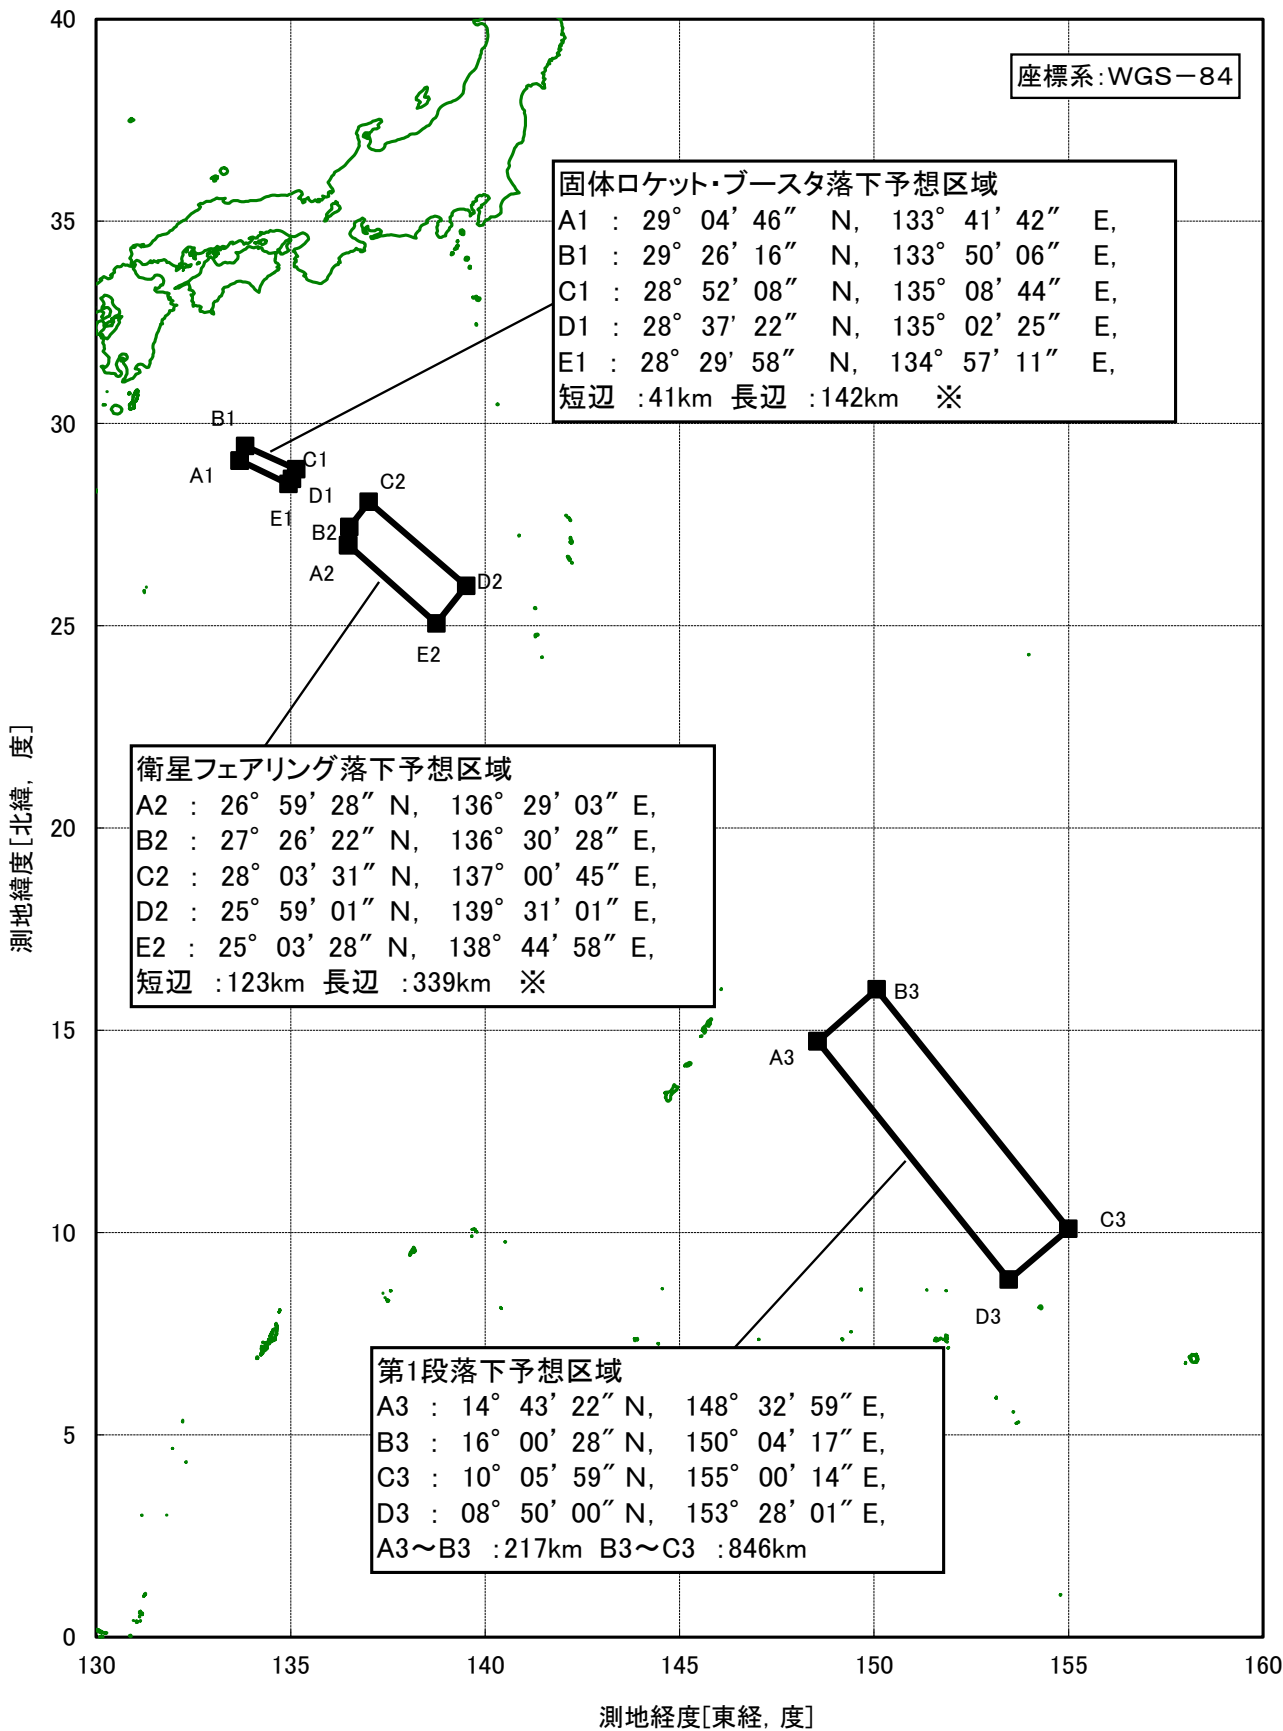 40
座標系:WGS-84
固体ロケット・ブースタ落下予想区域
A1 : 29° 04’ 46” N, 133° 41’ 42” E,
B1 : 29° 26’ 16” N, 133° 50’ 06” E,
C1 : 28° 52’ 08” N, 135° 08’ 44” E,
D1 : 28° 37’ 22” N, 135° 02’ 25” E,
E1 : 28° 29’ 58” N, 134° 57’ 11” E,
短辺 :41km 長辺 :142km ※
35
30
B1
A1
C1
D1
E1
C2
B2
A2
D2
E2
25
衛星フェアリング落下予想区域
A2 : 26° 59’ 28” N, 136° 29’ 03” E,
B2 : 27° 26’ 22” N, 136° 30’ 28” E,
C2 : 28° 03’ 31” N, 137° 00’ 45” E,
D2 : 25° 59’ 01” N, 139° 31’ 01” E,
E2 : 25° 03’ 28” N, 138° 44’ 58” E,
短辺 :123km 長辺 :339km ※
測地緯度[北緯, 度]
20
15
B3
A3
10
C3
D3
第1段落下予想区域
A3 : 14° 43’ 22” N, 148° 32’ 59” E,
B3 : 16° 00’ 28” N, 150° 04’ 17” E,
C3 : 10° 05’ 59” N, 155° 00’ 14” E,
D3 : 08° 50’ 00” N, 153° 28’ 01” E,
A3～B3 :217km B3～C3 :846km
5
0
130 135 140 145 150 155 160
測地経度[東経, 度]